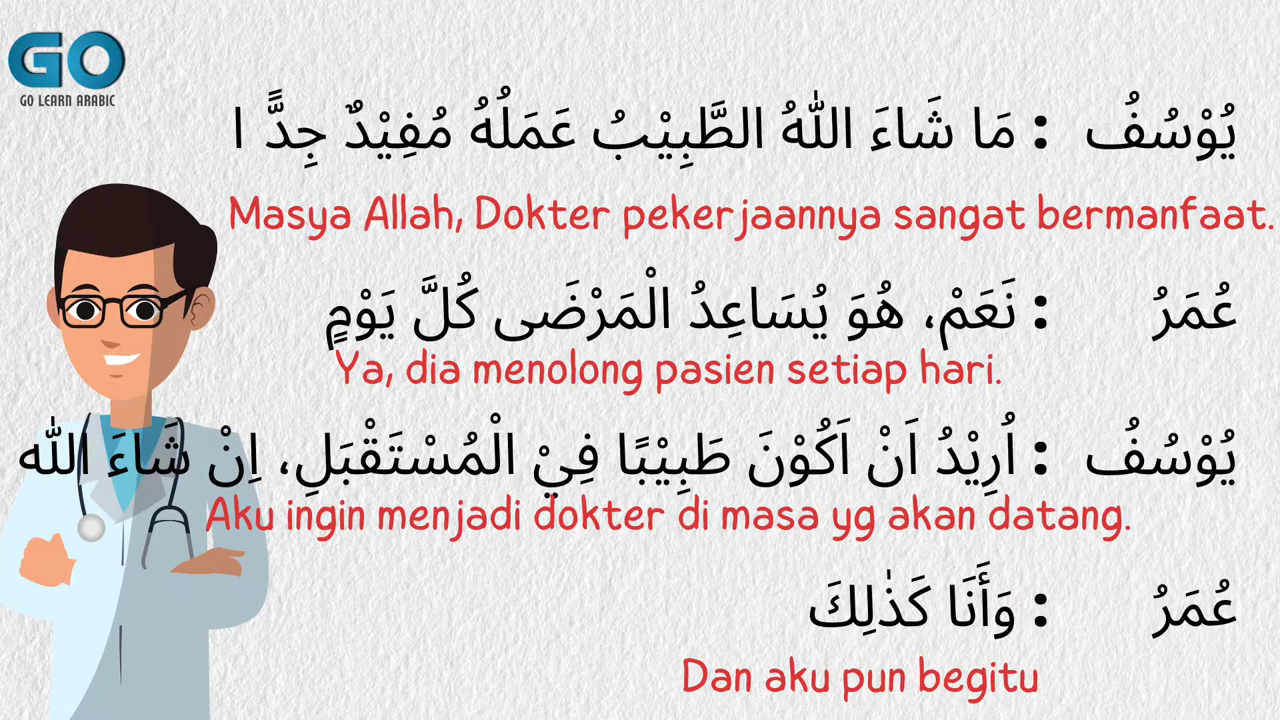 GO
GO LEARN ARABIC
يُوْسُفُ : مَا شَاءَ اللّٰهُ الطَّبِيْبُ عَمَلُهُ مُفِيْدٌ جِدًّ ا
Masya Allah, Dokter pekerjaannya sangat bermanfaat.
عُمَرُ : نَعَمْ، هُوَ يُسَاعِدُ الْمَرْضَى كُلَّ يَوْمٍ
Ya, dia menolong pasien setiap hari.
يُوْسُفُ : اُرِيْدُ اَنْ اَكُوْنَ طَبِيْبًا فِيْ الْمُسْتَقْبَلِ، اِنْ شَاءَ اللّٰه
Aku ingin menjadi dokter di masa yg akan datang.
عُمَرُ : وَأَنَا كَذٰلِكَ
Dan aku pun begitu